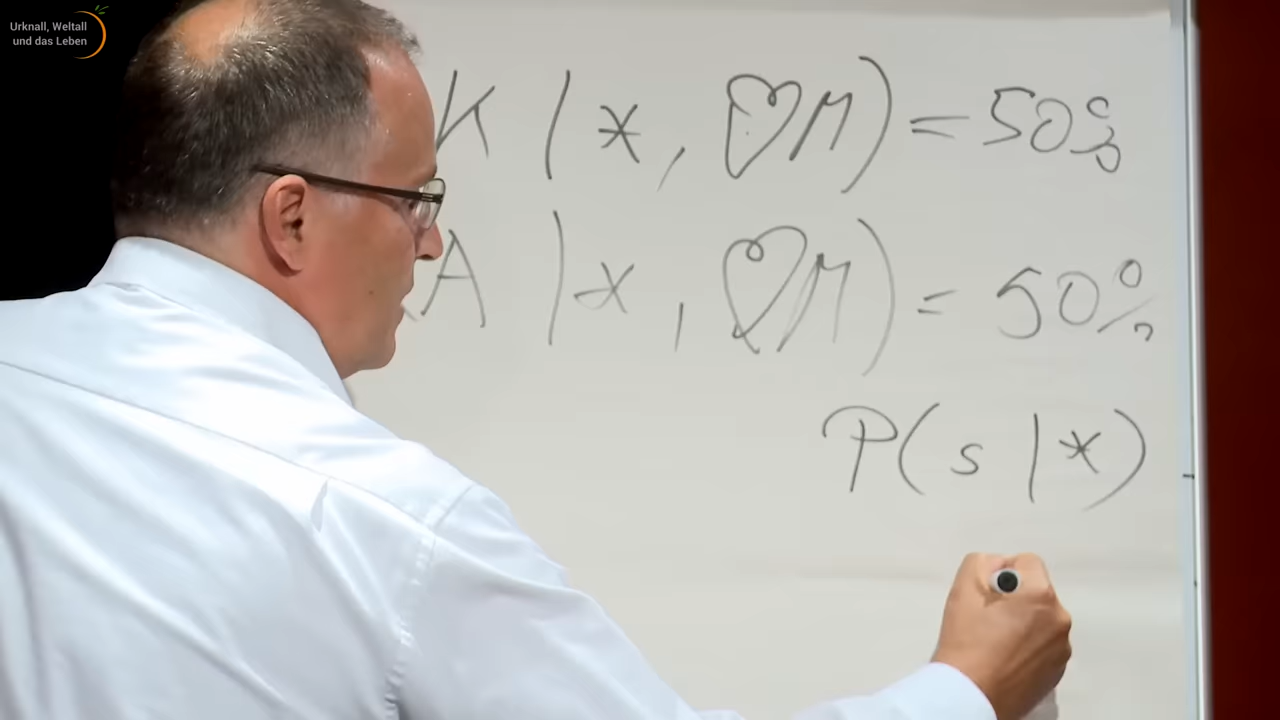 Urknall, Weltall
und das Leben
K | *, ♡M) = 50%
A | *, ♡M) = 50%
P(s | *)